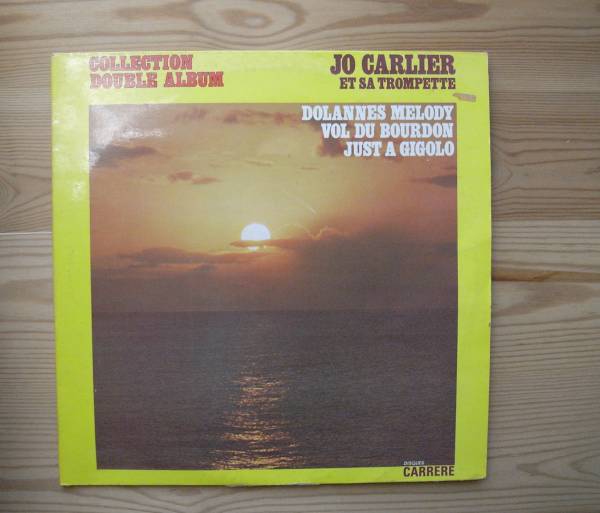 COLLECTION
DOUBLE ALBUM
JO CARLIER
ET SA TROMPETTE
DOLANNES MELODY
VOL DU BOURDON
JUST A GIGOLO
DISQUES
CARRERE